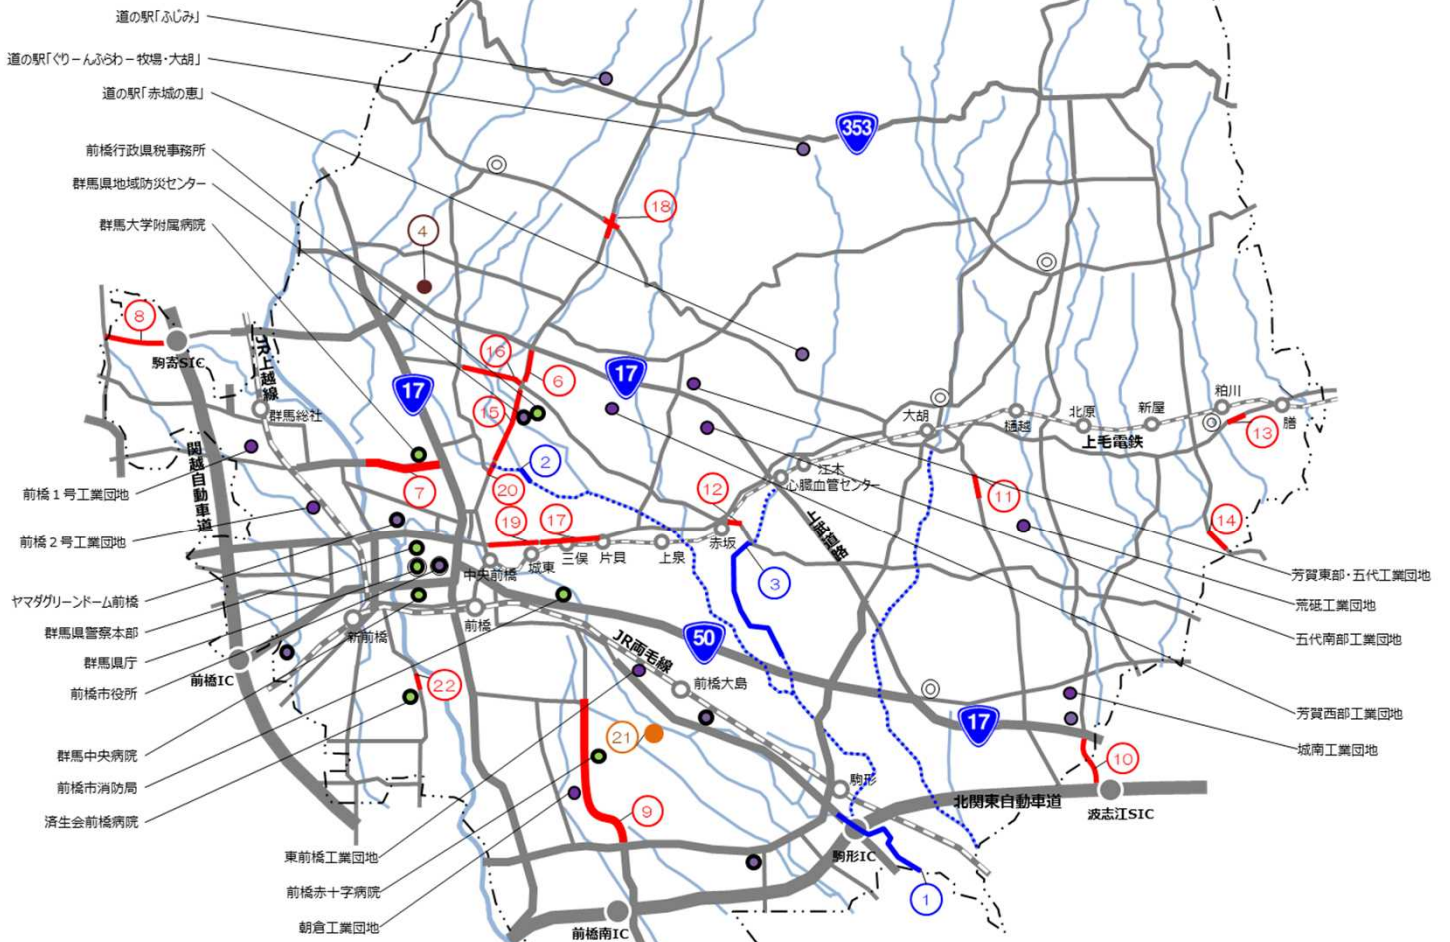 道の駅「ふじみ」
道の駅「ぐりーんふらわー牧場・大胡」
道の駅「赤城の恵」
353
前橋行政県税事務所
群馬県地域防災センター
群馬大学附属病院
18
4
8
駒寄SIC
JR上越線
16
6
17
17
15
群馬総社
大胡
樋越
北原
新屋
粕川
膳
上毛電鉄
13
関越自動車道
2
7
20
12
江木
心臓血管センター
11
前橋1号工業団地
19
17
14
上武道路
前橋2号工業団地
中央前橋
城東
三俣
片貝
上泉
赤坂
3
芳賀東部・五代工業団地
ヤマダグリーンドーム前橋
荒砥工業団地
群馬県警察本部
新前橋
前橋
50
五代南部工業団地
群馬県庁
JR両毛線
前橋IC
前橋市役所
22
前橋大島
芳賀西部工業団地
17
21
城南工業団地
群馬中央病院
10
前橋市消防局
駒形
北関東自動車道
波志江SIC
済生会前橋病院
9
東前橋工業団地
駒形IC
前橋赤十字病院
1
朝倉工業団地
前橋南IC